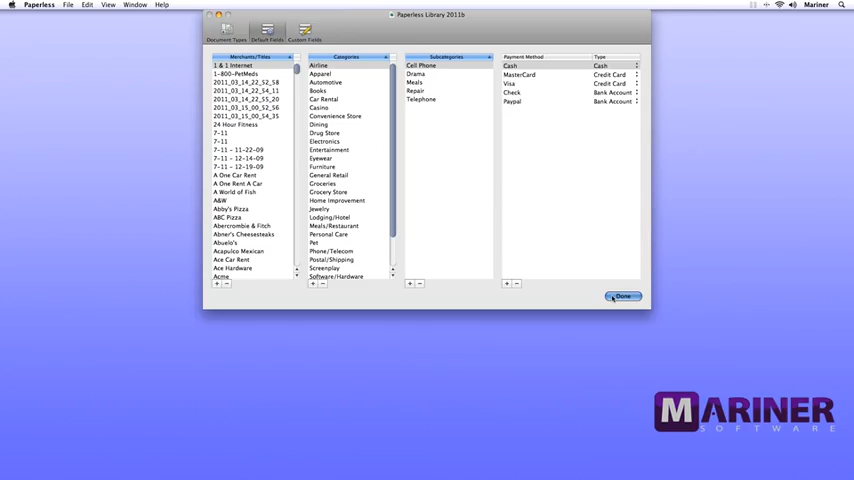 Paperless File Edit View Window Help Mariner
Paperless Library 2011b
Document Types Default Fields Custom Fields
Merchants/Titles
1 & 1 Internet
1-800-PetMeds
2011_03_14_22_52_58
2011_03_14_22_54_11
2011_03_14_22_55_20
2011_03_15_00_52_56
2011_03_15_00_54_35
24 Hour Fitness
7-11
7-11
7-11 - 11-22-09
7-11 - 12-14-09
7-11 - 12-19-09
A One Car Rent
A One Rent A Car
A World of Fish
A&W
Abby's Pizza
ABC Pizza
Abercrombie & Fitch
Abner's Cheesesteaks
Abuelo's
Acapulco Mexican
Ace Car Rent
Ace Hardware
Acme
Categories
Airline
Apparel
Automotive
Books
Car Rental
Casino
Convenience Store
Dining
Drug Store
Electronics
Entertainment
Eyewear
Furniture
General Retail
Groceries
Grocery Store
Home Improvement
Jewelry
Lodging/Hotel
Meals/Restaurant
Personal Care
Pet
Phone/Telecom
Postal/Shipping
Screenplay
Software/Hardware
Subcategories
Cell Phone
Drama
Meals
Repair
Telephone
Payment Method Type
Cash Cash
MasterCard Credit Card
Visa Credit Card
Check Bank Account
Paypal Bank Account
Done
MARINER
SOFTWARE